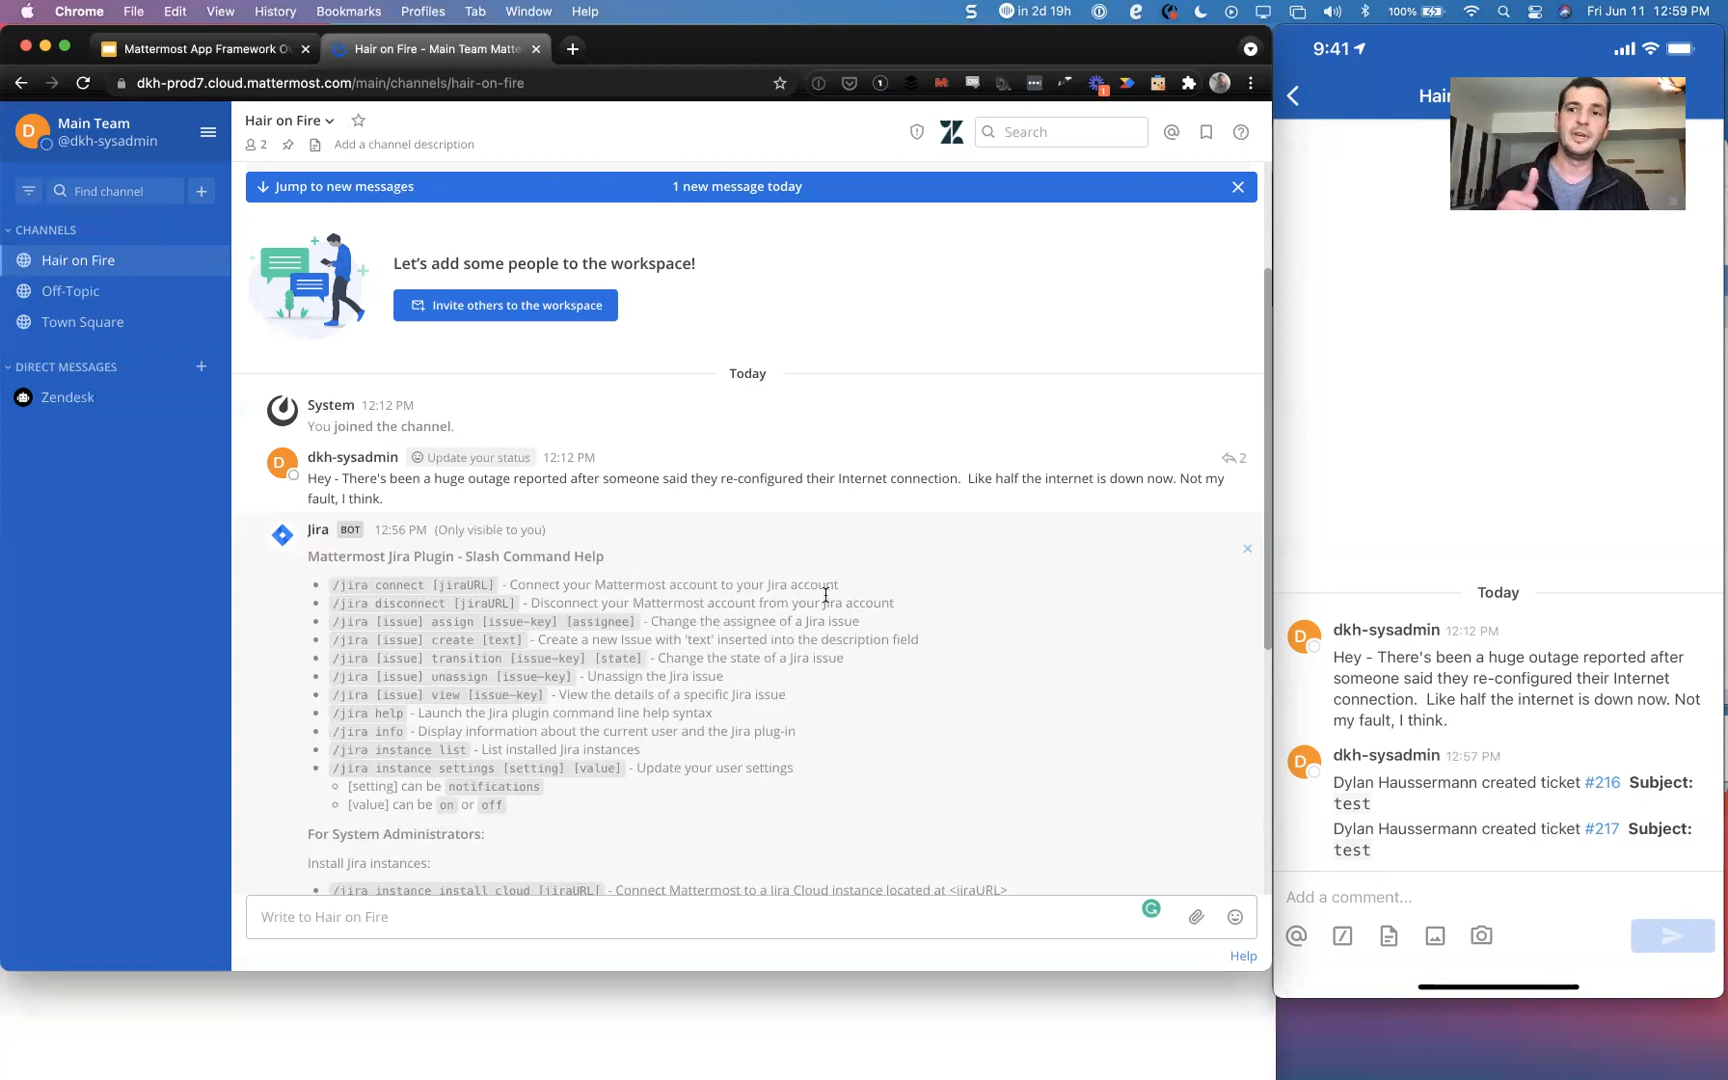 Chrome File Edit View History Bookmarks Profiles Tab Window Help
in 2d 19h 100% Fri Jun 11 12:59 PM
Mattermost App Framework O
Hair on Fire - Main Team Matte
dkh-prod7.cloud.mattermost.com/main/channels/hair-on-fire
D Main Team
@dkh-sysadmin
Find channel
CHANNELS
Hair on Fire
Off-Topic
Town Square
DIRECT MESSAGES
Zendesk
Hair on Fire
2 Add a channel description
Search
Jump to new messages 1 new message today
Let's add some people to the workspace!
Invite others to the workspace
Today
System 12:12 PM
You joined the channel.
D dkh-sysadmin Update your status 12:12 PM 2
Hey - There's been a huge outage reported after someone said they re-configured their Internet connection. Like half the internet is down now. Not my
fault, I think.
Jira BOT 12:56 PM (Only visible to you)
Mattermost Jira Plugin - Slash Command Help
• /jira connect [jiraURL] - Connect your Mattermost account to your Jira account
• /jira disconnect [jiraURL] - Disconnect your Mattermost account from your Jira account
• /jira [issue] assign [issue-key] [assignee] - Change the assignee of a Jira issue
• /jira [issue] create [text] - Create a new Issue with 'text' inserted into the description field
• /jira [issue] transition [issue-key] [state] - Change the state of a Jira issue
• /jira [issue] unassign [issue-key] - Unassign the Jira issue
• /jira [issue] view [issue-key] - View the details of a specific Jira issue
• /jira help - Launch the Jira plugin command line help syntax
• /jira info - Display information about the current user and the Jira plug-in
• /jira instance list - List installed Jira instances
• /jira instance settings [setting] [value] - Update your user settings
◦ [setting] can be notifications
◦ [value] can be on or off
For System Administrators:
Install Jira instances:
• /jira instance install cloud [jiraURL] - Connect Mattermost to a Jira Cloud instance located at <jiraURL>
Write to Hair on Fire
Help
9:41
Hair
Today
D dkh-sysadmin 12:12 PM
Hey - There's been a huge outage reported after
someone said they re-configured their Internet
connection. Like half the internet is down now. Not
my fault, I think.
D dkh-sysadmin 12:57 PM
Dylan Haussermann created ticket #216 Subject:
test
Dylan Haussermann created ticket #217 Subject:
test
Add a comment...